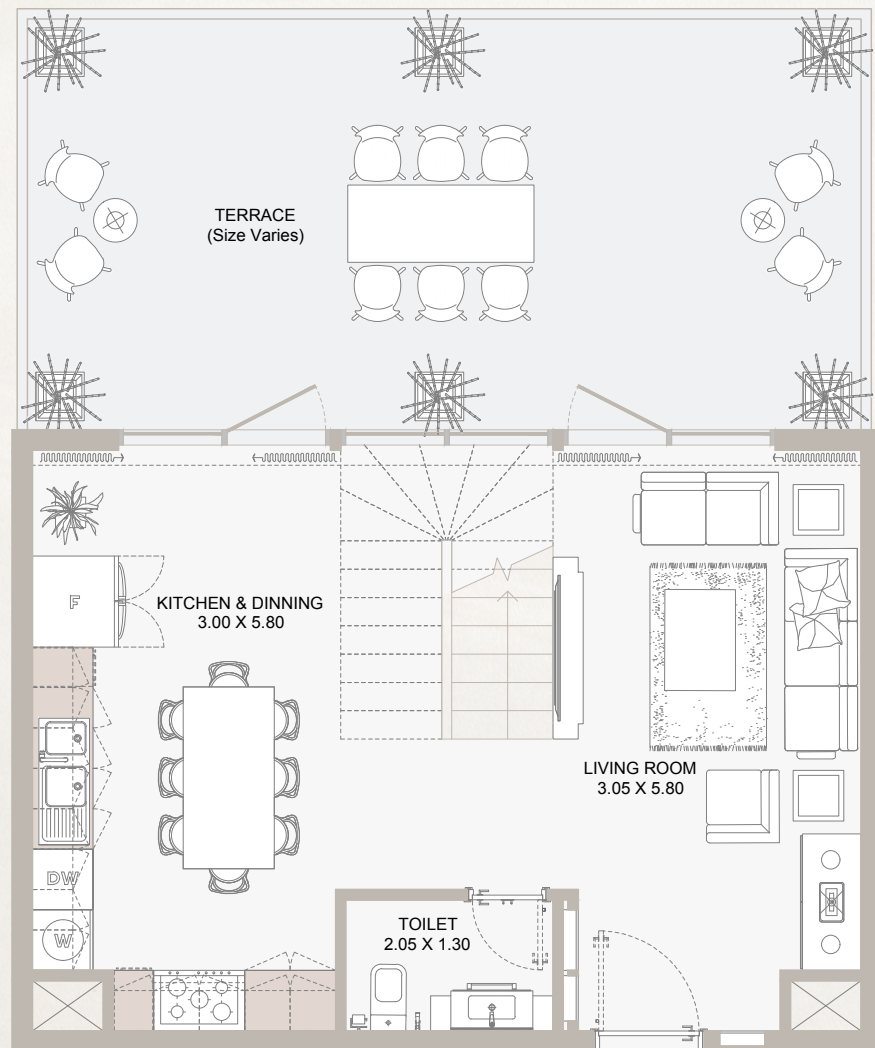 TERRACE
(Size Varies)
F
KITCHEN & DINNING
3.00 X 5.80
LIVING ROOM
3.05 X 5.80
DW
W
TOILET
2.05 X 1.30